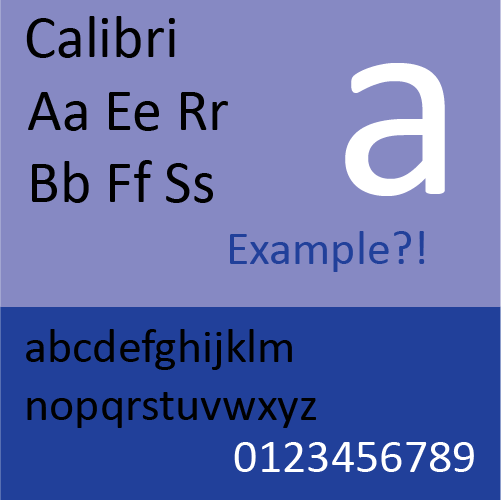 Calibri
Aa Ee Rr
Bb Ff Ss
a
Example?!
abcdefghijklm
nopqrstuvwxyz
0123456789